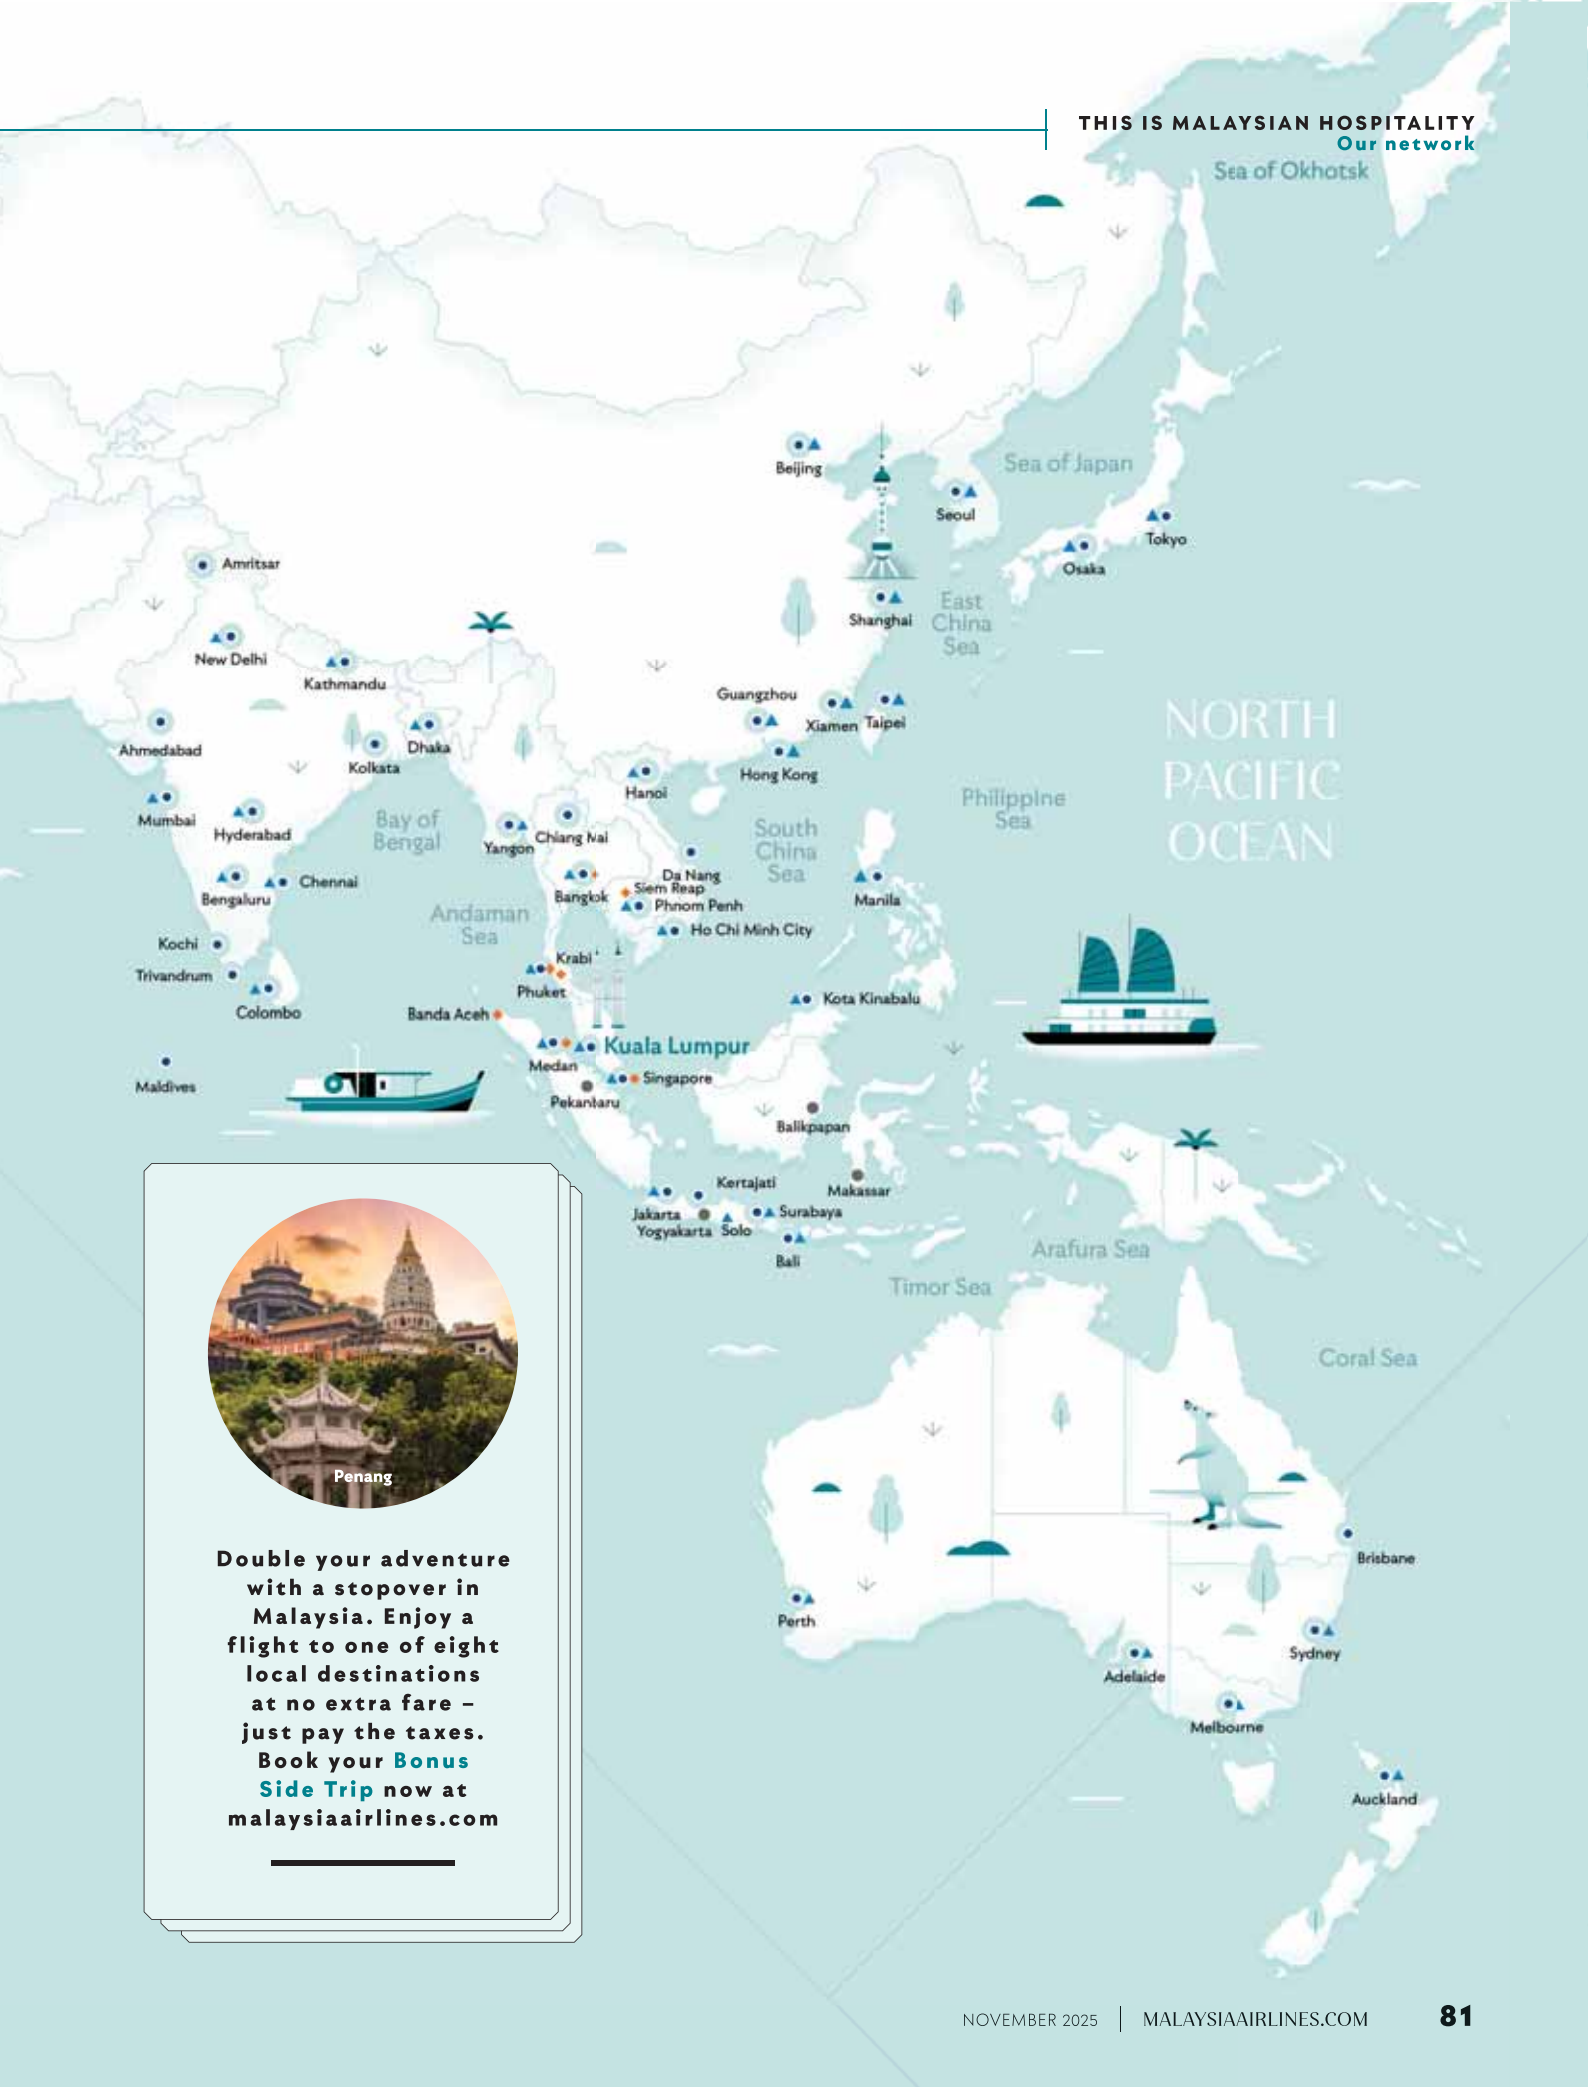 THIS IS MALAYSIAN HOSPITALITY
Our network
Sea of Okhotsk
Beijing
Sea of Japan
Seoul
Tokyo
Osaka
Amritsar
East
China
Sea
Shanghai
New Delhi
Kathmandu
Guangzhou
Xiamen
Taipei
NORTH
PACIFIC
OCEAN
Ahmedabad
Dhaka
Kolkata
Hong Kong
Hanoi
Philippine
Sea
Mumbai
Hyderabad
Bay of
Bengal
Yangon
Chiang Mai
South
China
Sea
Da Nang
Siem Reap
Bengaluru
Chennai
Bangkok
Phnom Penh
Manila
Andaman
Sea
Ho Chi Minh City
Kochi
Krabi
Trivandrum
Phuket
Kota Kinabalu
Colombo
Banda Aceh
Kuala Lumpur
Medan
Singapore
Maldives
Pekanbaru
Balikpapan
Kertajati
Makassar
Jakarta
Surabaya
Yogyakarta
Solo
Bali
Arafura Sea
Timor Sea
Coral Sea
Penang
Double your adventure
with a stopover in
Malaysia. Enjoy a
flight to one of eight
local destinations
at no extra fare –
just pay the taxes.
Book your Bonus
Side Trip now at
malaysiaairlines.com
Brisbane
Perth
Sydney
Adelaide
Melbourne
Auckland
NOVEMBER 2025
MALAYSIAAIRLINES.COM
81